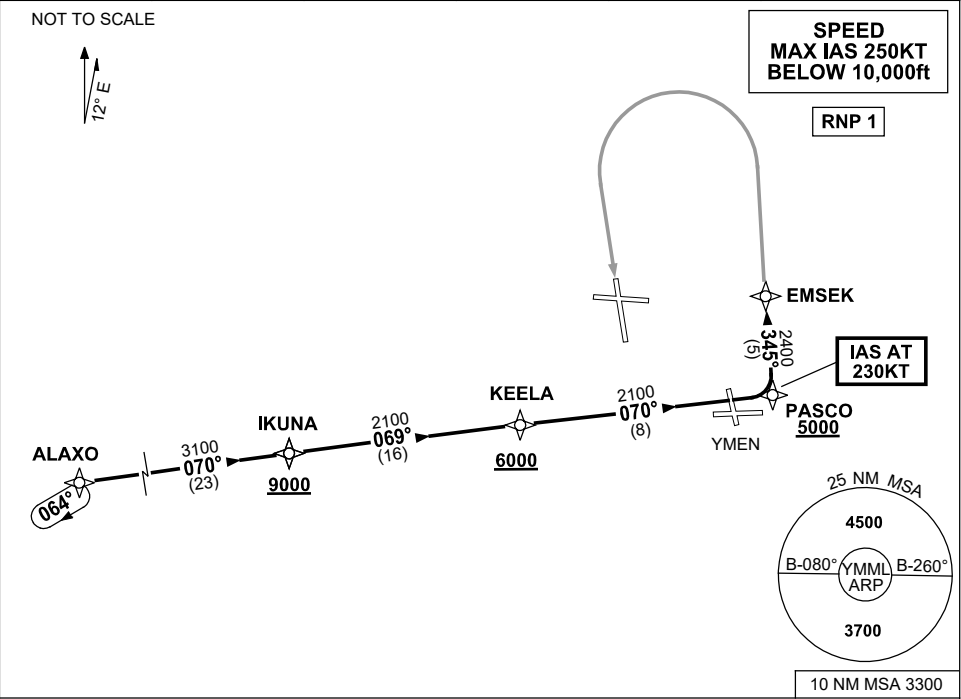 NOT TO SCALE
12° E
SPEED
MAX IAS 250KT
BELOW 10,000ft
RNP 1
EMSEK
2400
345°
(5)
IAS AT
230KT
PASCO
5000
YMEN
KEELA
6000
2100
070°
(8)
IKUNA
9000
2100
069°
(16)
ALAXO
064°
3100
070°
(23)
25 NM MSA
4500
B-080° YMML B-260°
ARP
3700
10 NM MSA 3300